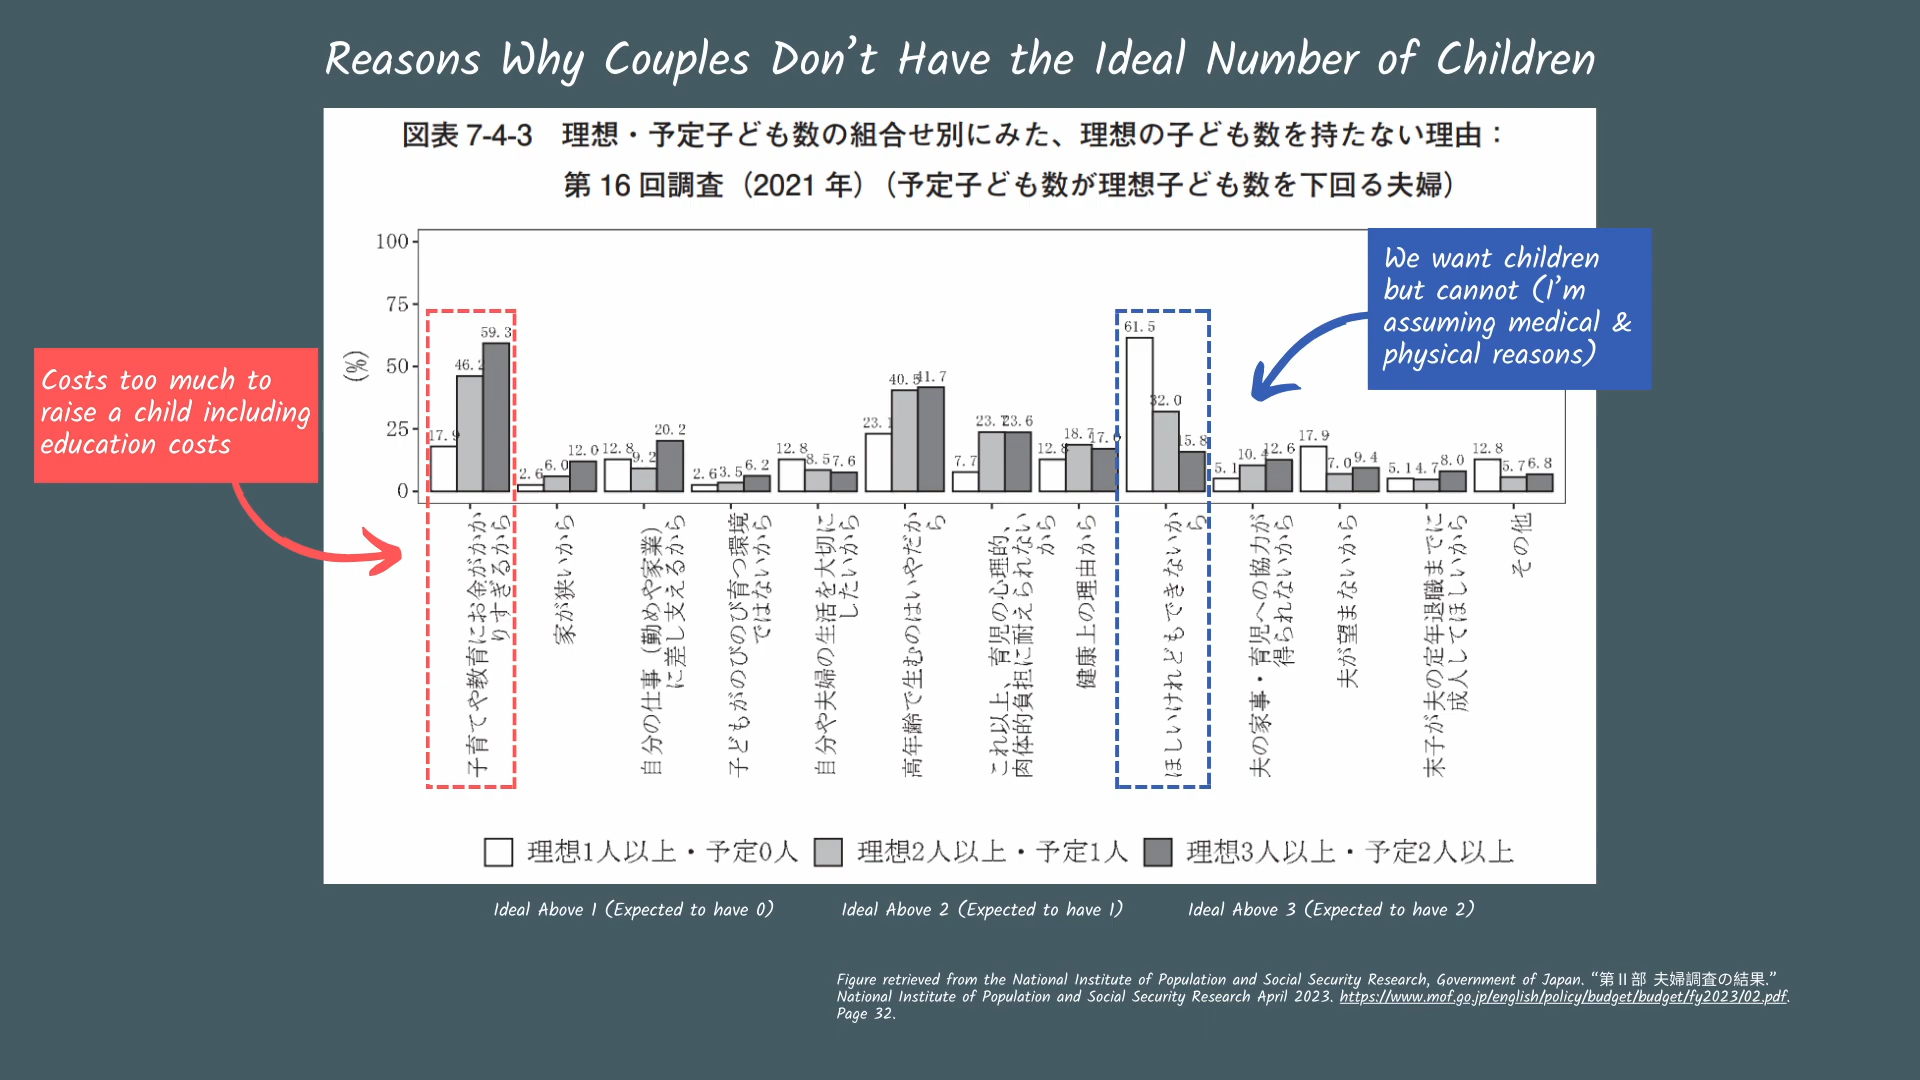 Reasons Why Couples Don't Have the Ideal Number of Children
図表 7-4-3 理想・予定子ども数の組合せ別にみた、理想の子ども数を持たない理由：
第 16 回調査（2021 年）（予定子ども数が理想子ども数を下回る夫婦）
We want children
but cannot (I'm
assuming medical &
physical reasons)
Costs too much to
raise a child including
education costs
(%)
100
75
50
25
0
17.9 46.2 59.3
2.6 6.0 12.0
12.8 9.2 20.2
2.6 3.5 6.2
12.8 8.5 7.6
23.1 40.5 41.7
7.7 23.7 23.6
12.8 18.7 17.0
61.5 32.0 15.8
5.1 10.4 12.6
17.9 7.0 9.4
5.1 4.7 8.0
12.8 5.7 6.8
子育てや教育にお金がかか
りすぎるから
家が狭いから
自分の仕事（勤めや家業）
に差し支えるから
子どもがのびのび育つ環境
ではないから
自分や夫婦の生活を大切に
したいから
高年齢で生むのはいやだか
ら
これ以上、育児の心理的、
肉体的負担に耐えられない
から
健康上の理由から
ほしいけれどもできないか
ら
夫の家事・育児への協力が
得られないから
夫が望まないから
末子が夫の定年退職までに
成人してほしいから
その他
理想1人以上・予定0人 理想2人以上・予定1人 理想3人以上・予定2人以上
Ideal Above 1 (Expected to have 0) Ideal Above 2 (Expected to have 1) Ideal Above 3 (Expected to have 2)
Figure retrieved from the National Institute of Population and Social Security Research, Government of Japan. “第Ⅱ部 夫婦調査の結果.”
National Institute of Population and Social Security Research April 2023. https://www.mof.go.jp/english/policy/budget/budget/fy2023/02.pdf.
Page 32.